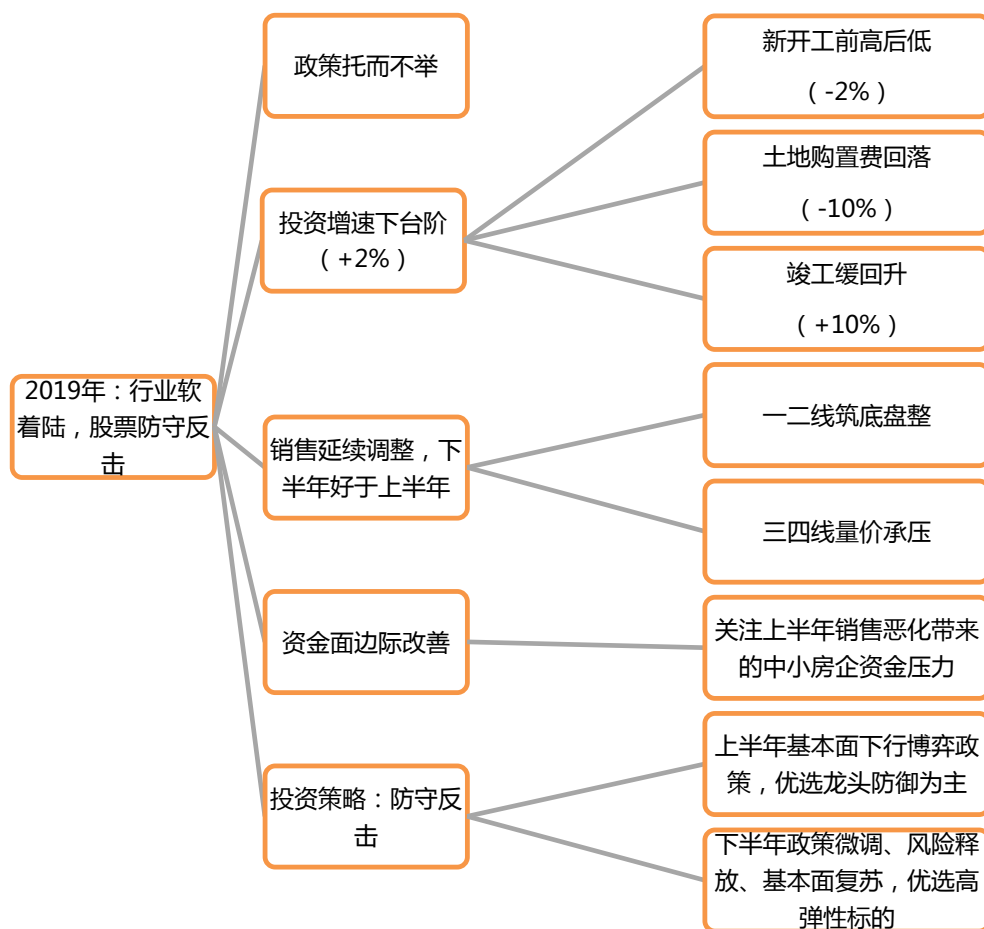 2019年：行业软
着陆，股票防守反
击
政策托而不举
投资增速下台阶
（+2%）
新开工前高后低
（-2%）
土地购置费回落
（-10%）
竣工缓回升
（+10%）
销售延续调整，下
半年好于上半年
一二线筑底盘整
三四线量价承压
资金面边际改善
关注上半年销售恶化带来
的中小房企资金压力
投资策略：防守反
击
上半年基本面下行博弈政
策，优选龙头防御为主
下半年政策微调、风险释
放、基本面复苏，优选高
弹性标的